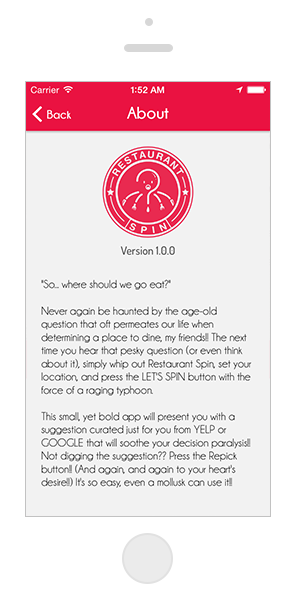 Carrier 1:52 AM
Back About
RESTAURANT
SPIN
Version 1.0.0
"So... where should we go eat?"
Never again be haunted by the age-old
question that oft permeates our life when
determining a place to dine, my friends!! The next
time you hear that pesky question (or even think
about it), simply whip out Restaurant Spin, set your
location, and press the LET'S SPIN button with the
force of a raging typhoon.
This small, yet bold app will present you with a
suggestion curated just for you from YELP or
GOOGLE that will soothe your decision paralysis!!
Not digging the suggestion?? Press the Repick
button!! (And again, and again to your heart's
desire!!) It's so easy, even a mollusk can use it!!